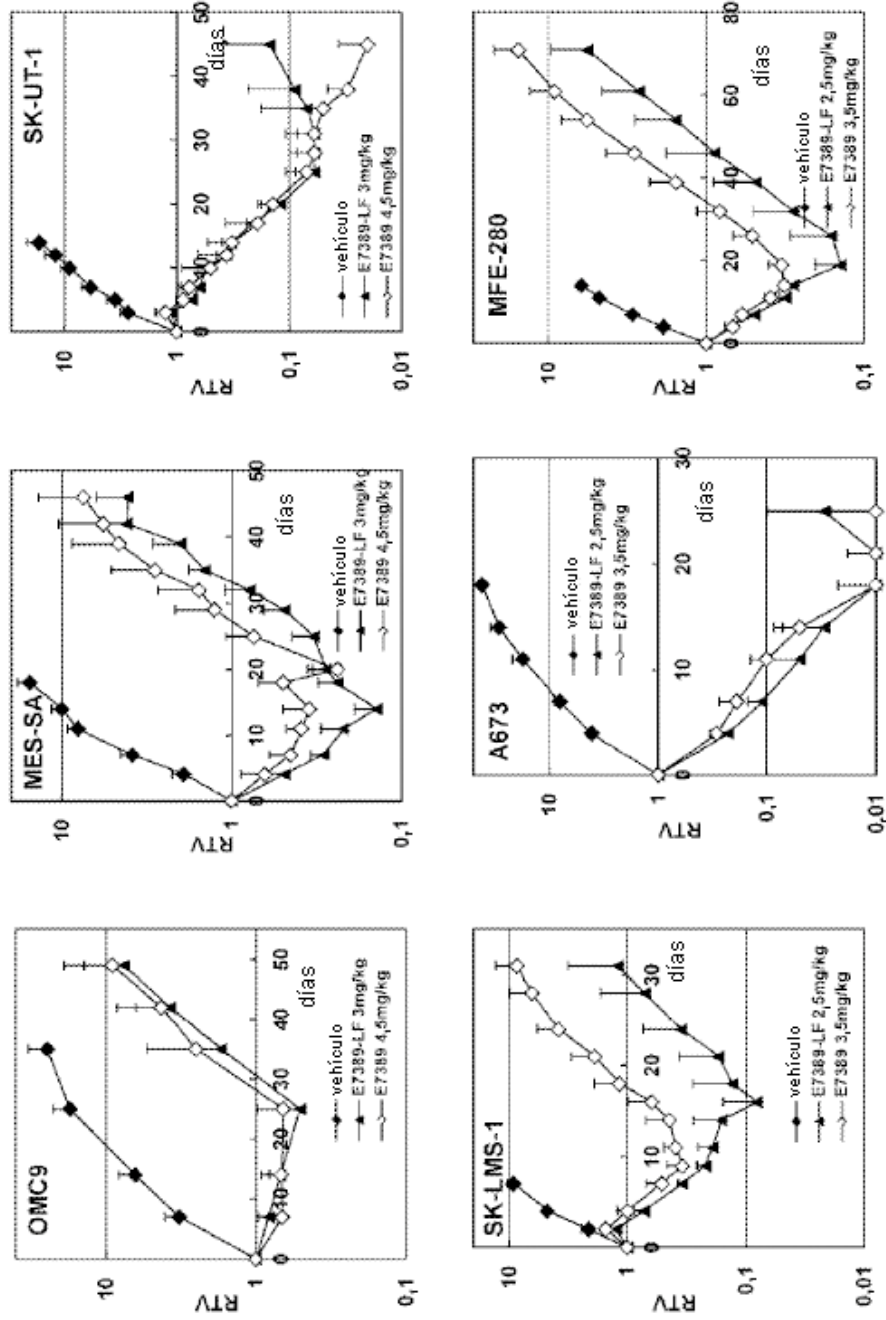 OMC9
10
1
0,1
RTV
0
10
20
30
40
50
días
vehículo
E7389-LF 3mg/kg
E7389 4,5mg/kg
MES-SA
10
1
0,1
RTV
0
10
20
30
40
50
días
vehículo
E7389-LF 3mg/kg
E7389 4,5mg/kg
SK-UT-1
10
1
0,1
0,01
RTV
0
10
20
30
40
50
días
vehículo
E7389-LF 3mg/kg
E7389 4,5mg/kg
SK-LMS-1
10
1
0,1
RTV
0
10
20
30
días
vehículo
E7389-LF 2,5mg/kg
E7389 3,5mg/kg
A673
10
1
0,1
0,01
RTV
0
10
20
30
días
vehículo
E7389-LF 2,5mg/kg
E7389 3,5mg/kg
MFE-280
10
1
0,1
RTV
0
20
40
60
80
días
vehículo
E7389-LF 2,5mg/kg
E7389 3,5mg/kg